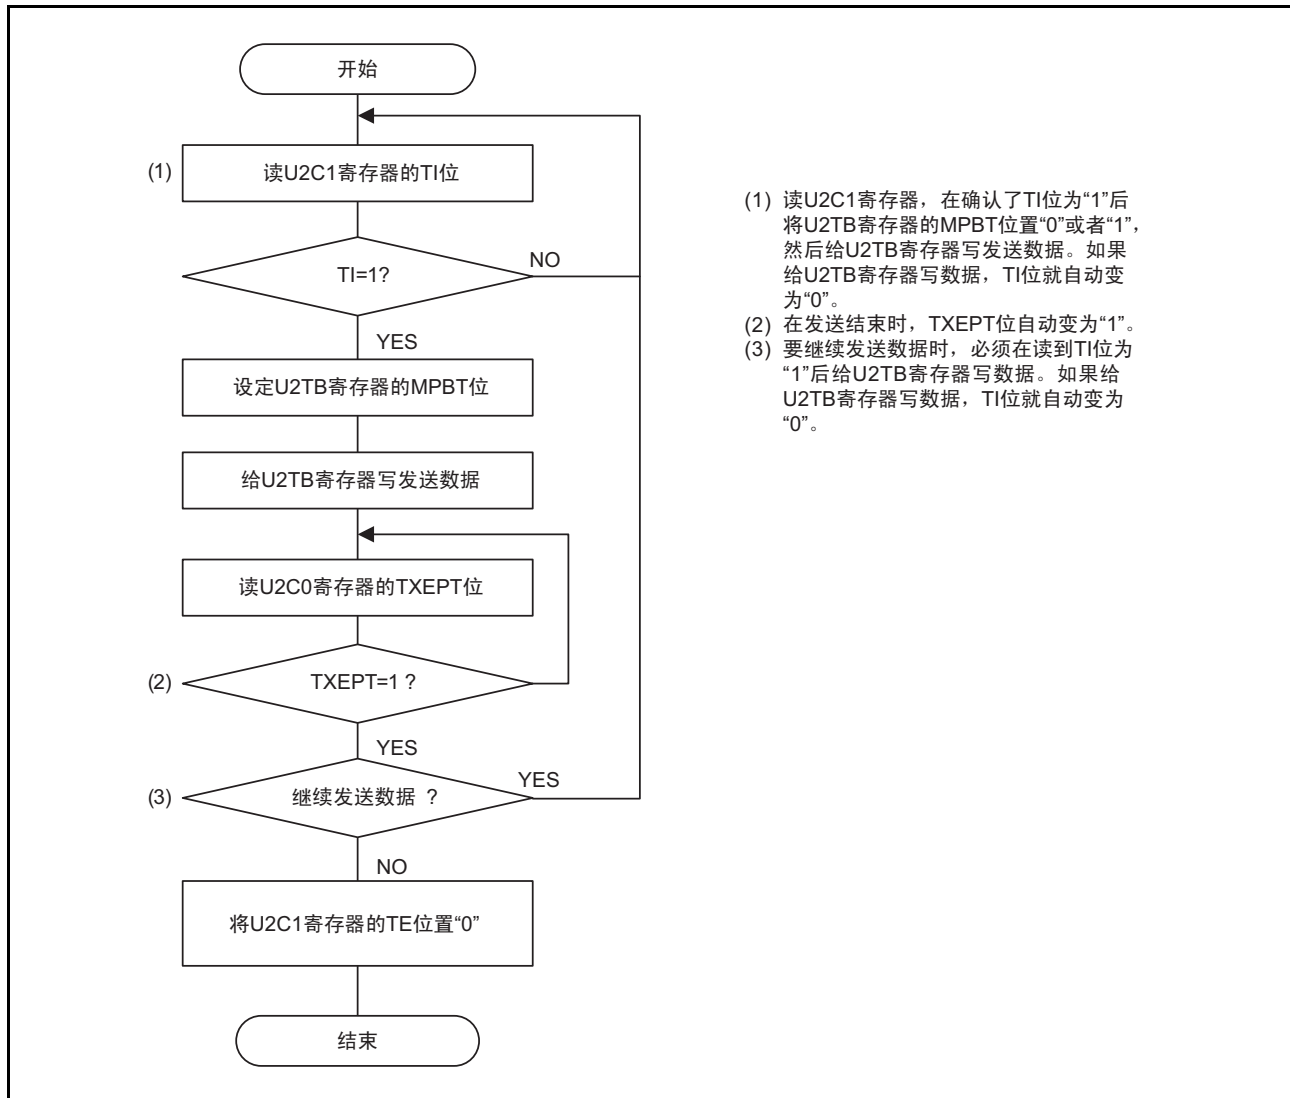 开始
(1) 读U2C1寄存器的TI位
TI=1?
NO
YES
设定U2TB寄存器的MPBT位
给U2TB寄存器写发送数据
读U2C0寄存器的TXEPT位
(2) TXEPT=1 ?
YES
(3) 继续发送数据 ?
YES
NO
将U2C1寄存器的TE位置“0”
结束
(1) 读U2C1寄存器，在确认了TI位为“1”后
将U2TB寄存器的MPBT位置“0”或者“1”，
然后给U2TB寄存器写发送数据。如果
给U2TB寄存器写数据，TI位就自动变
为“0”。
(2) 在发送结束时，TXEPT位自动变为“1”。
(3) 要继续发送数据时，必须在读到TI位为
“1”后给U2TB寄存器写数据。如果给
U2TB寄存器写数据，TI位就自动变为
“0”。